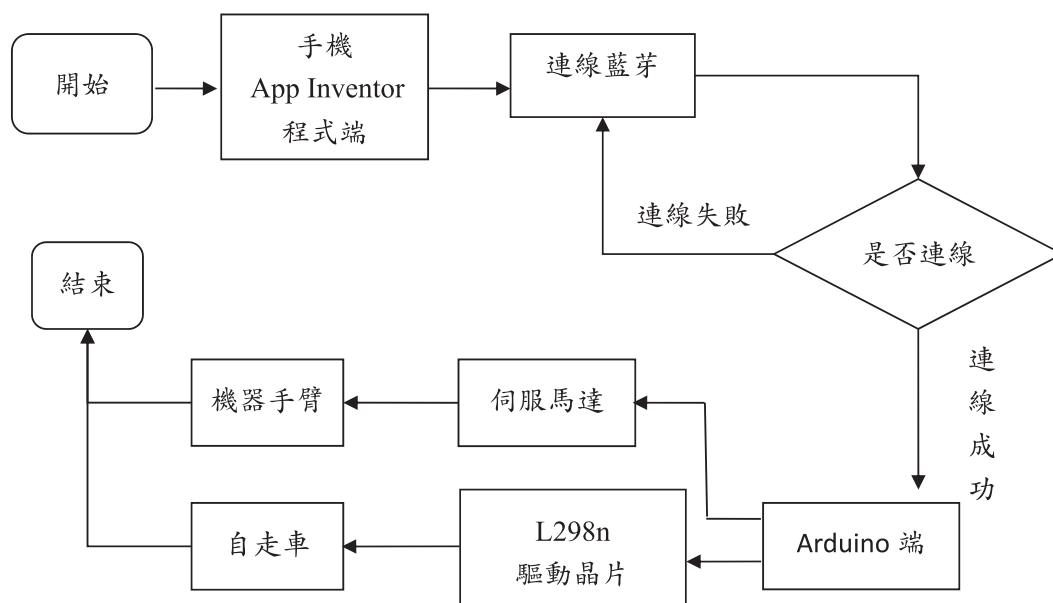 開始
手機
App Inventor
程式端
連線藍芽
連線失敗
是否連線
連線成功
結束
機器手臂
伺服馬達
自走車
L298n
驅動晶片
Arduino 端